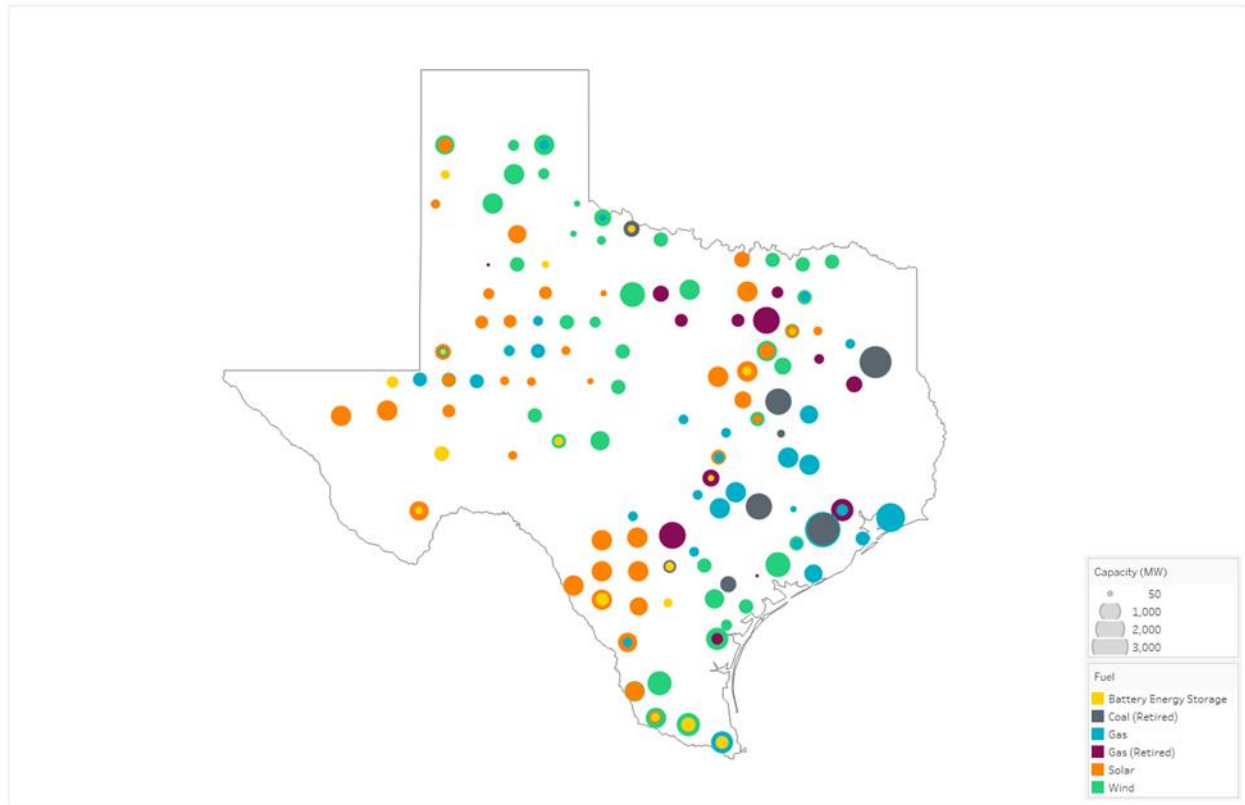 Capacity (MW)
50
1,000
2,000
3,000
Fuel
Battery Energy Storage
Coal (Retired)
Gas
Gas (Retired)
Solar
Wind